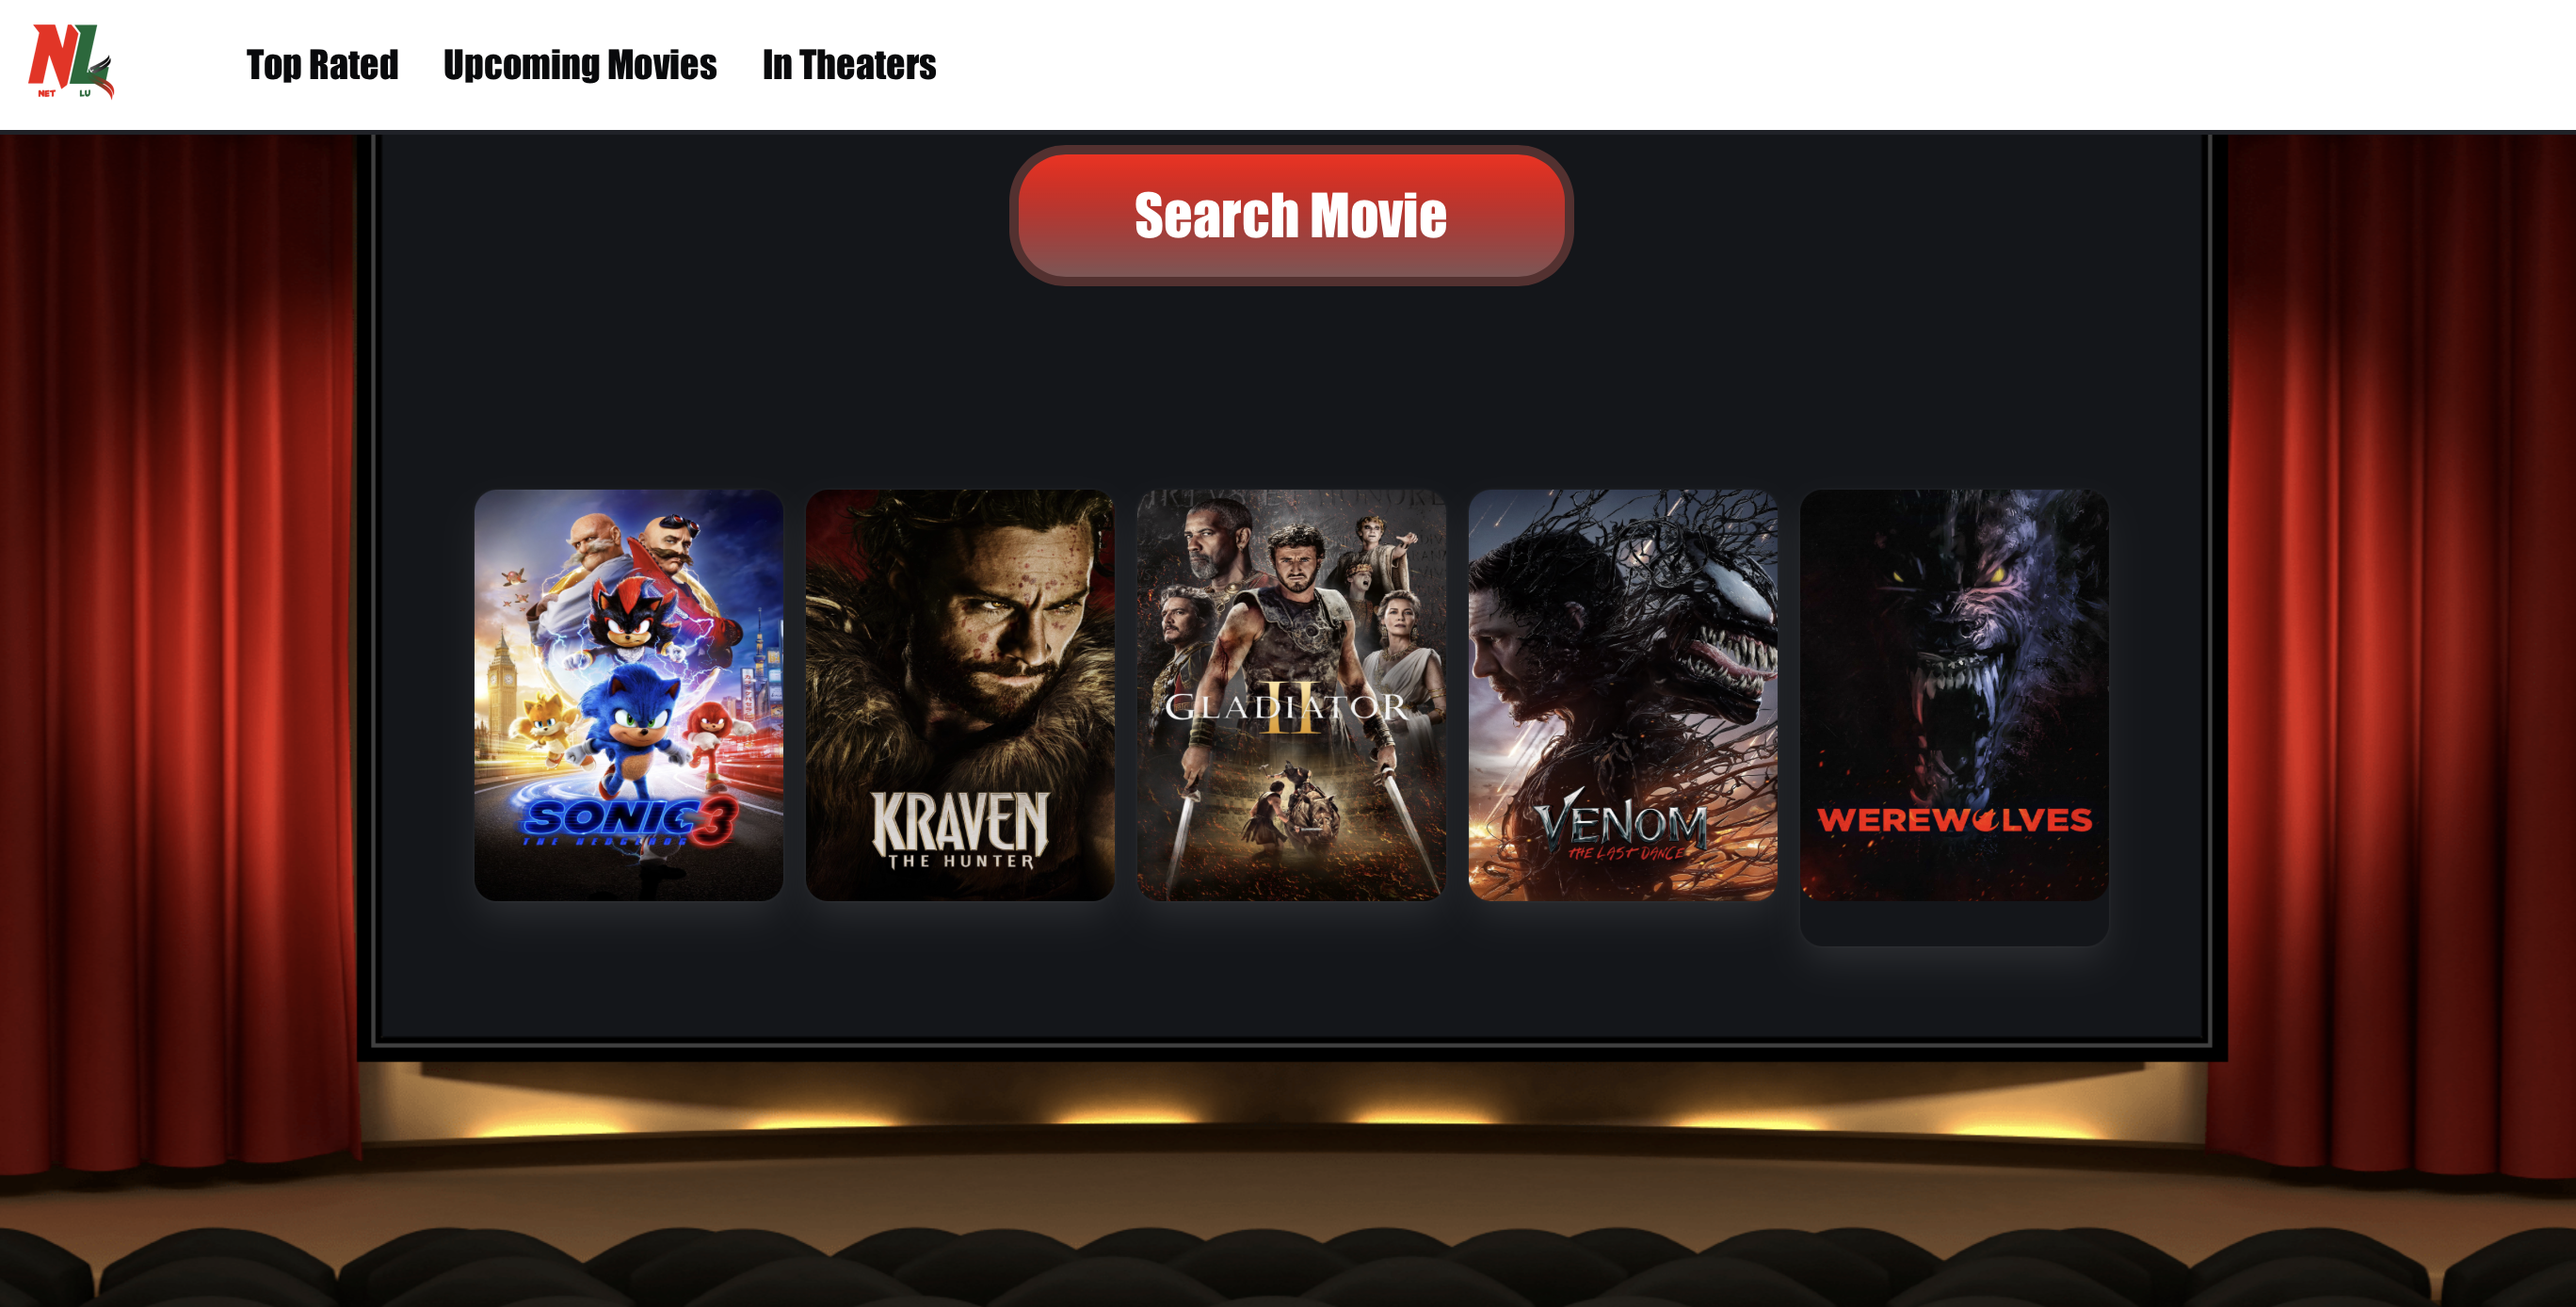 NL
NET LV
Top Rated Upcoming Movies In Theaters
Search Movie
SONIC 3
THE HEDGEHOG
KRAVEN
THE HUNTER
II
GLADIATOR
VENOM
THE LAST DANCE
WEREWOLVES